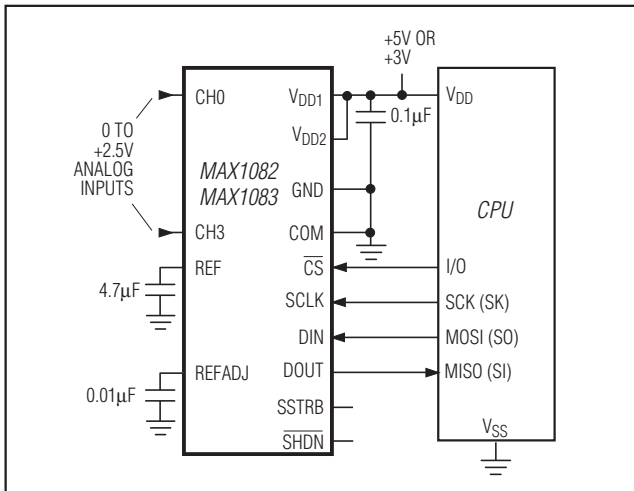 +5V OR
+3V
CH0
VDD1
VDD
0.1μF
VDD2
0 TO
+2.5V
ANALOG
INPUTS
MAX1082
MAX1083
GND
CPU
CH3
COM
REF
CS
I/O
4.7μF
SCLK
SCK (SK)
DIN
MOSI (SO)
REFADJ
DOUT
MISO (SI)
0.01μF
SSTRB
SHDN
VSS